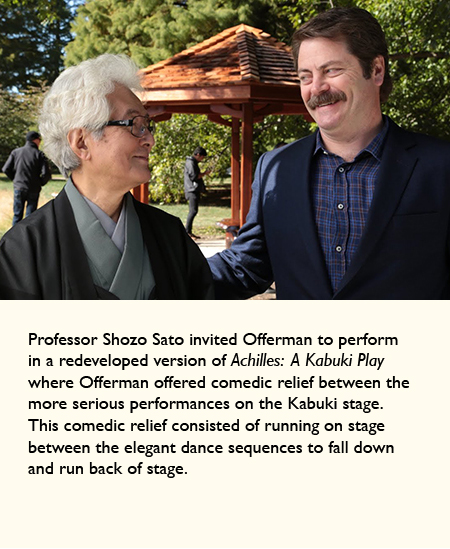 Professor Shozo Sato invited Offerman to perform
in a redeveloped version of Achilles: A Kabuki Play
where Offerman offered comedic relief between the
more serious performances on the Kabuki stage.
This comedic relief consisted of running on stage
between the elegant dance sequences to fall down
and run back of stage.